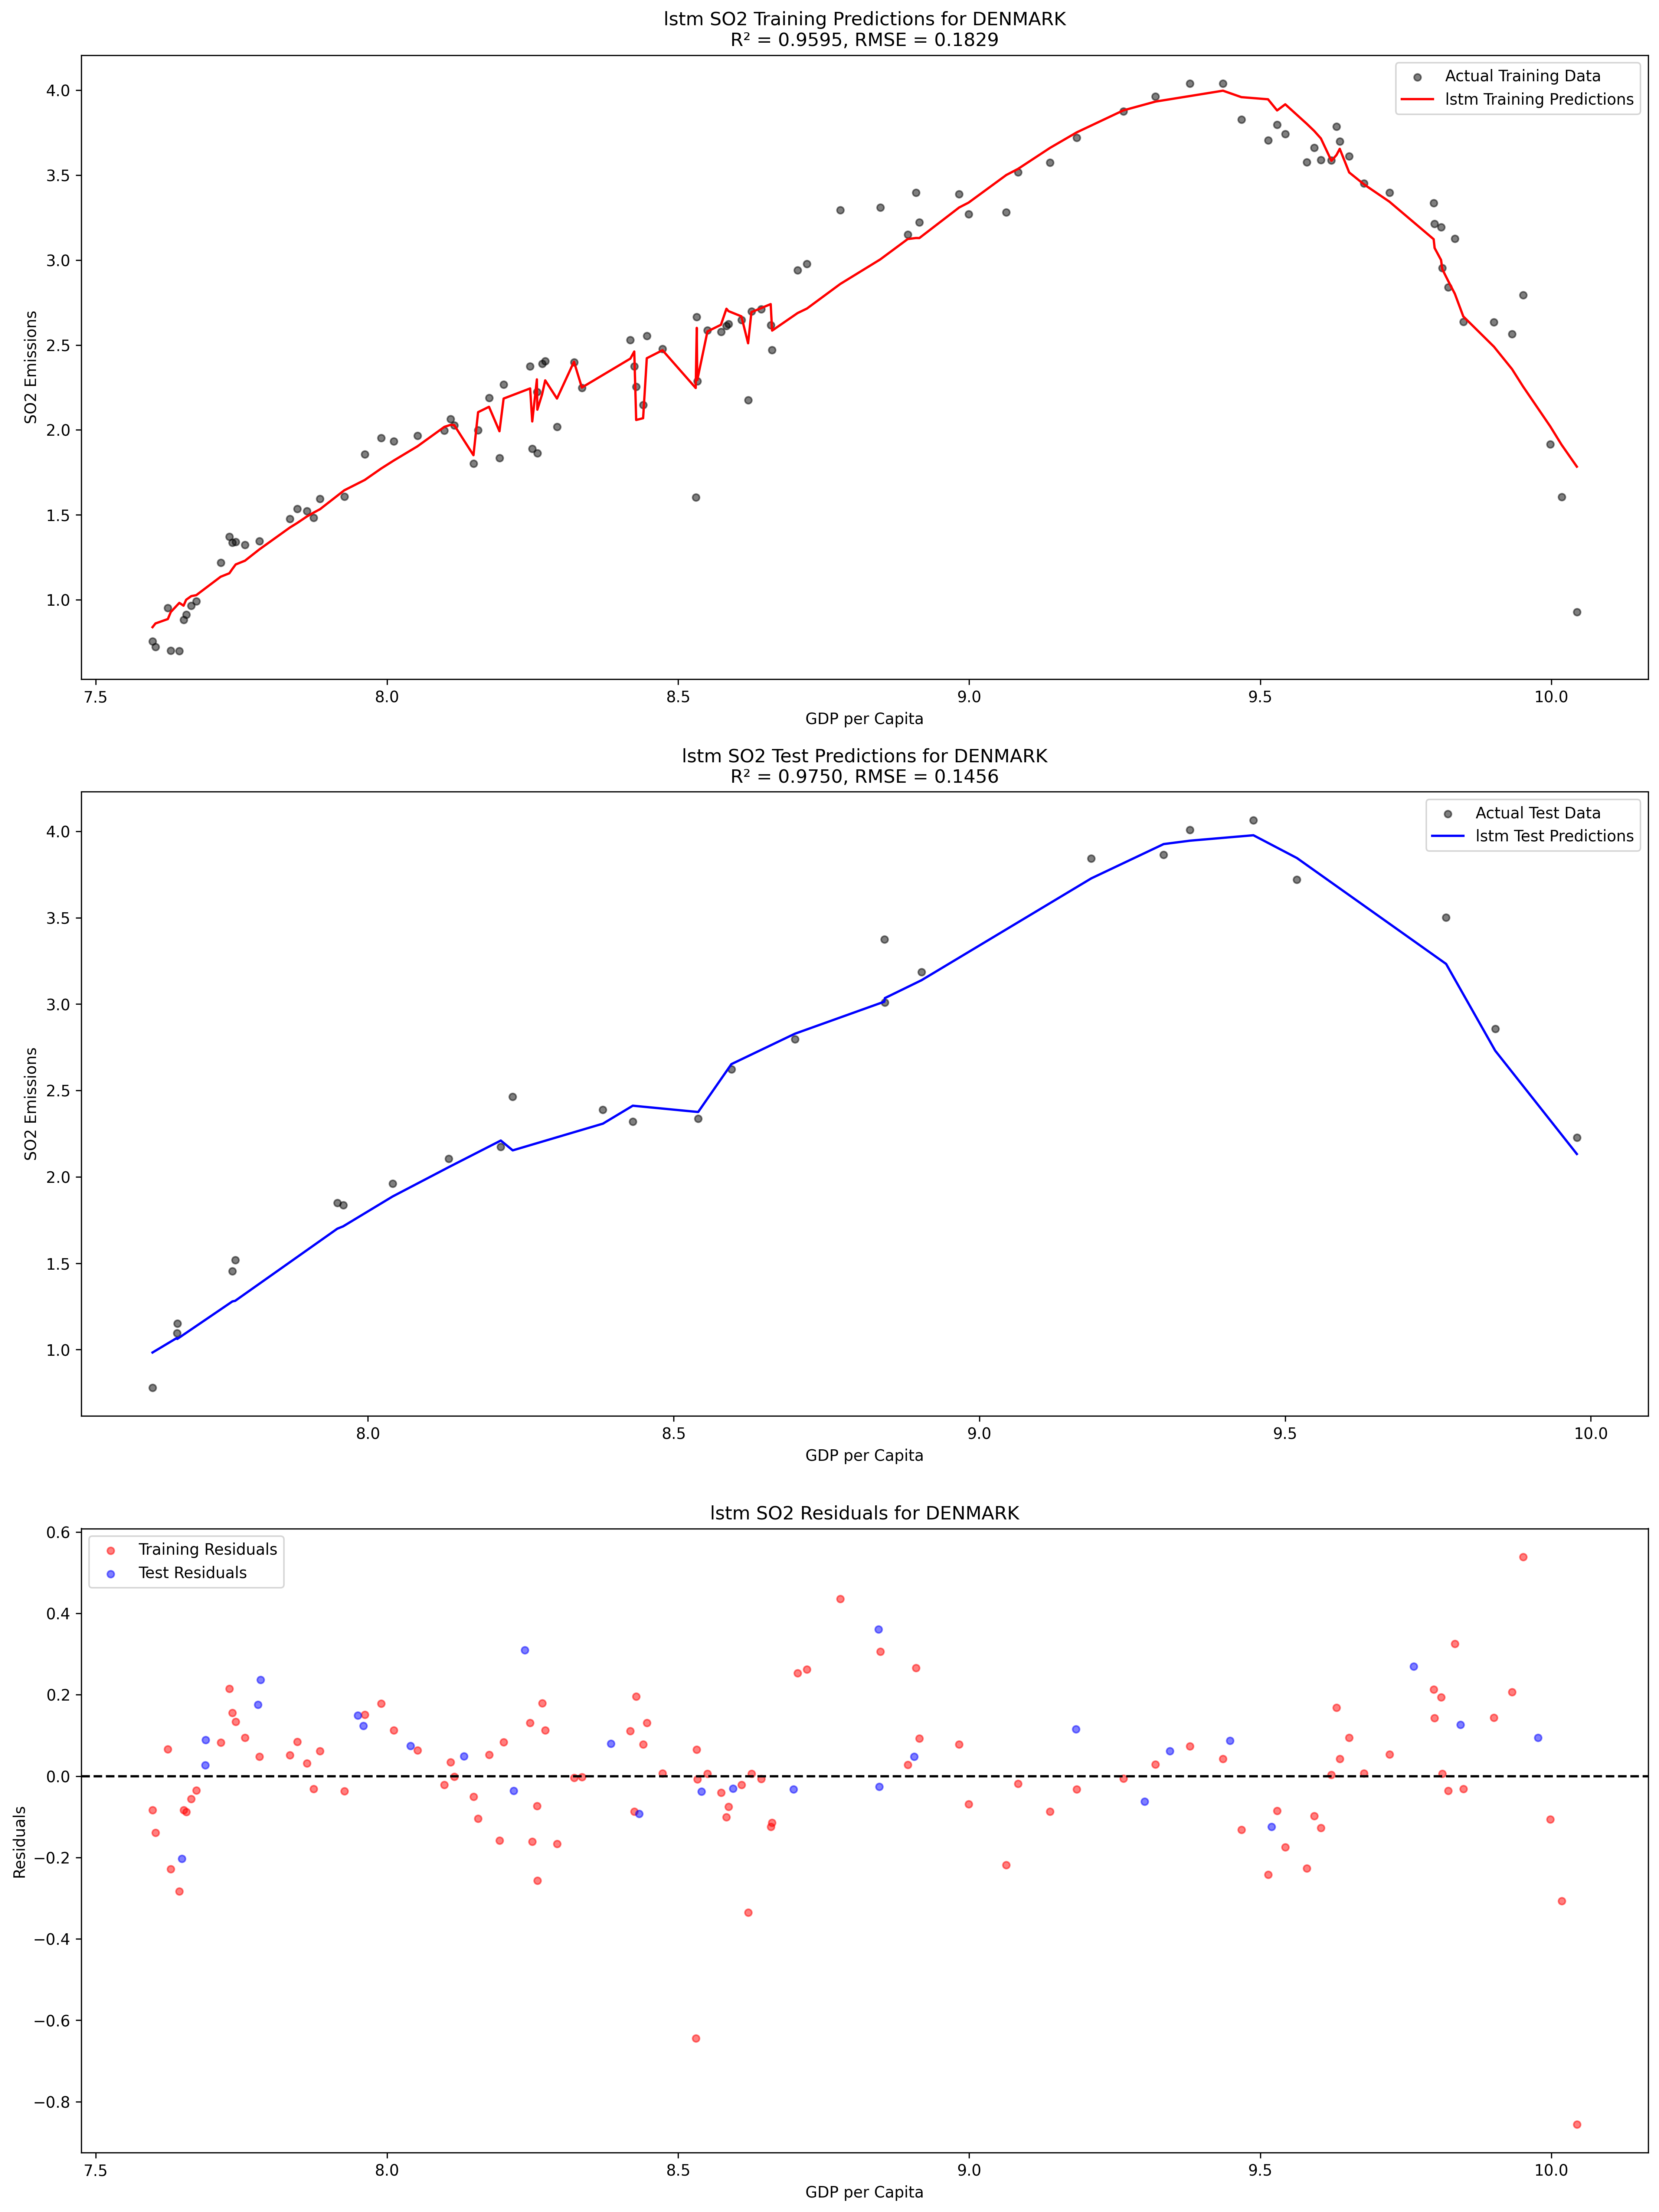 lstm SO2 Training Predictions for DENMARK
R² = 0.9595, RMSE = 0.1829
Actual Training Data
lstm Training Predictions
SO2 Emissions
4.0
3.5
3.0
2.5
2.0
1.5
1.0
7.5 8.0 8.5 9.0 9.5 10.0
GDP per Capita
lstm SO2 Test Predictions for DENMARK
R² = 0.9750, RMSE = 0.1456
Actual Test Data
lstm Test Predictions
SO2 Emissions
4.0
3.5
3.0
2.5
2.0
1.5
1.0
8.0 8.5 9.0 9.5 10.0
GDP per Capita
lstm SO2 Residuals for DENMARK
Training Residuals
Test Residuals
Residuals
0.6
0.4
0.2
0.0
−0.2
−0.4
−0.6
−0.8
7.5 8.0 8.5 9.0 9.5 10.0
GDP per Capita